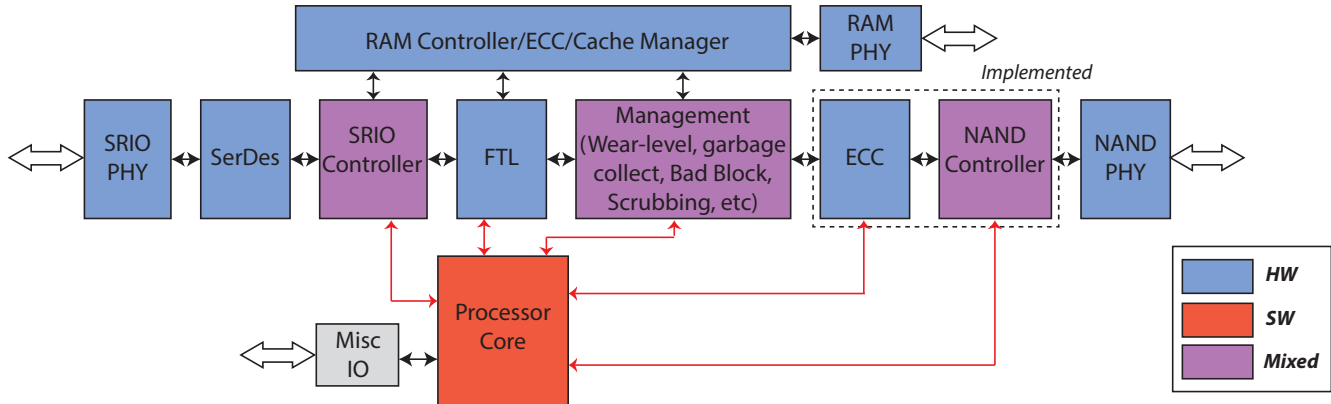 RAM Controller/ECC/Cache Manager
RAM
PHY
Implemented
SRIO
PHY
SerDes
SRIO
Controller
FTL
Management
(Wear-level, garbage
collect, Bad Block,
Scrubbing, etc)
ECC
NAND
Controller
NAND
PHY
Processor
Core
Misc
IO
HW
SW
Mixed